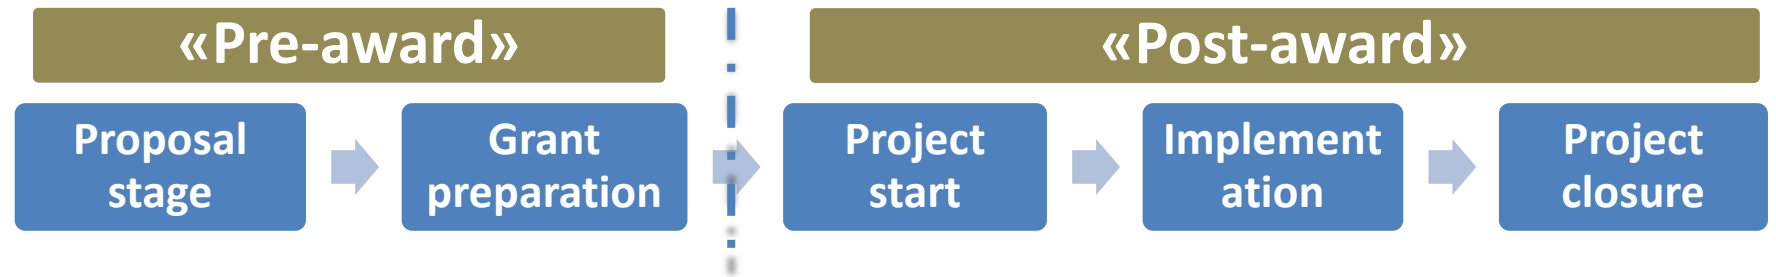 «Pre-award»
«Post-award»
Proposal
stage
Grant
preparation
Project
start
Implement
ation
Project
closure